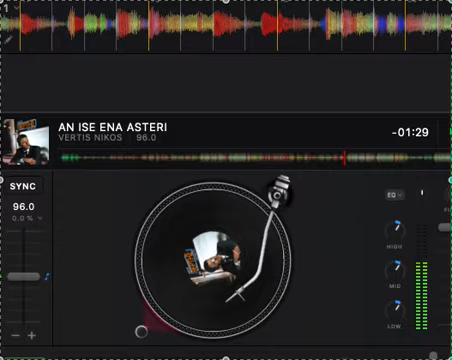 AN ISE ENA ASTERI
VERTIS NIKOS 96.0
-01:29
SYNC
96.0
0.0 %
EQ
HIGH
MID
LOW